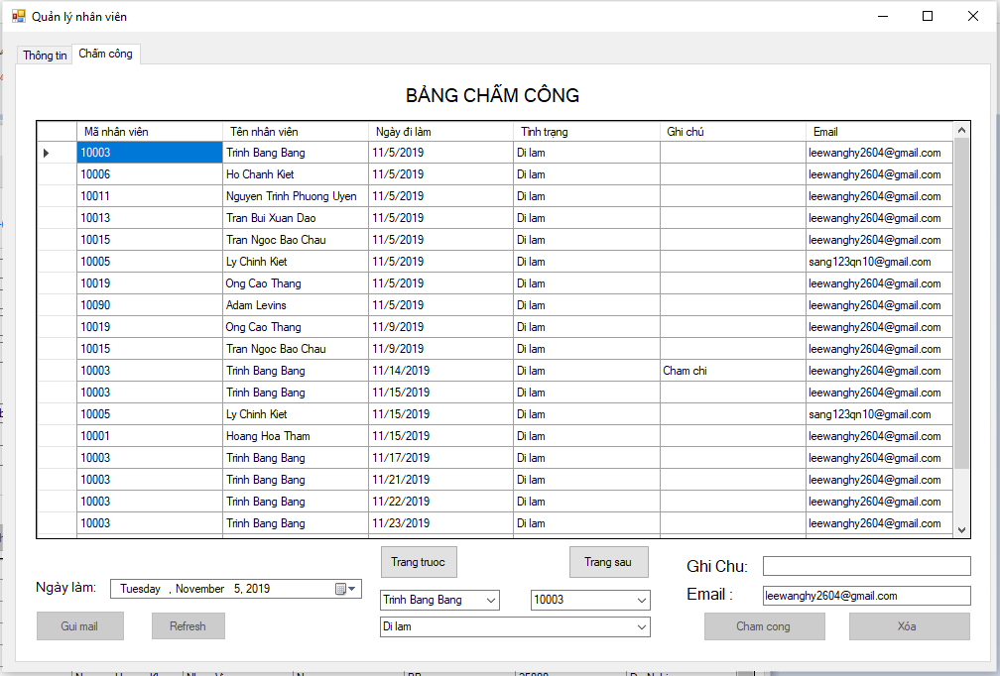 Quản lý nhân viên
Thông tin Chấm công
BẢNG CHẤM CÔNG
Mã nhân viên Tên nhân viên Ngày đi làm Tình trạng Ghi chú Email
10003 Trinh Bang Bang 11/5/2019 Di lam leewanghy2604@gmail.com
10006 Ho Chanh Kiet 11/5/2019 Di lam leewanghy2604@gmail.com
10011 Nguyen Trinh Phuong Uyen 11/5/2019 Di lam leewanghy2604@gmail.com
10013 Tran Bui Xuan Dao 11/5/2019 Di lam leewanghy2604@gmail.com
10015 Tran Ngoc Bao Chau 11/5/2019 Di lam leewanghy2604@gmail.com
10005 Ly Chinh Kiet 11/5/2019 Di lam sang123qn10@gmail.com
10019 Ong Cao Thang 11/5/2019 Di lam leewanghy2604@gmail.com
10090 Adam Levins 11/5/2019 Di lam leewanghy2604@gmail.com
10019 Ong Cao Thang 11/9/2019 Di lam leewanghy2604@gmail.com
10015 Tran Ngoc Bao Chau 11/9/2019 Di lam leewanghy2604@gmail.com
10003 Trinh Bang Bang 11/14/2019 Di lam Cham chi leewanghy2604@gmail.com
10003 Trinh Bang Bang 11/15/2019 Di lam leewanghy2604@gmail.com
10005 Ly Chinh Kiet 11/15/2019 Di lam sang123qn10@gmail.com
10001 Hoang Hoa Tham 11/15/2019 Di lam leewanghy2604@gmail.com
10003 Trinh Bang Bang 11/17/2019 Di lam leewanghy2604@gmail.com
10003 Trinh Bang Bang 11/21/2019 Di lam leewanghy2604@gmail.com
10003 Trinh Bang Bang 11/22/2019 Di lam leewanghy2604@gmail.com
10003 Trinh Bang Bang 11/23/2019 Di lam leewanghy2604@gmail.com
Trang truoc Trang sau Ghi Chu:
Ngày làm: Tuesday , November 5, 2019 Trinh Bang Bang 10003 Email : leewanghy2604@gmail.com
Gui mail Refresh Di lam Cham cong Xóa